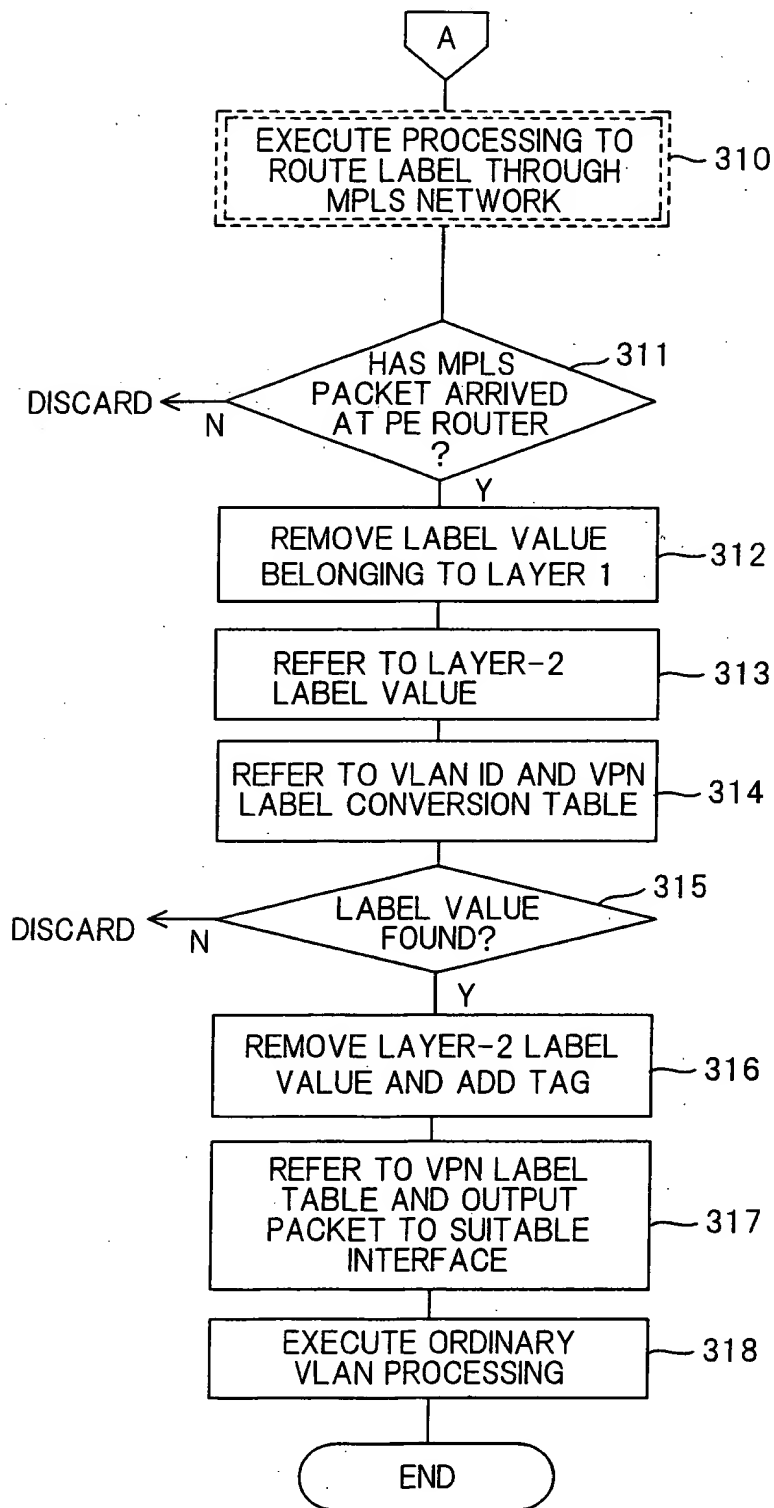 A
EXECUTE PROCESSING TO
ROUTE LABEL THROUGH
MPLS NETWORK
310
HAS MPLS
PACKET ARRIVED
AT PE ROUTER
?
311
DISCARD
N
Y
REMOVE LABEL VALUE
BELONGING TO LAYER 1
312
REFER TO LAYER-2
LABEL VALUE
313
REFER TO VLAN ID AND VPN
LABEL CONVERSION TABLE
314
LABEL VALUE
FOUND?
315
DISCARD
N
Y
REMOVE LAYER-2 LABEL
VALUE AND ADD TAG
316
REFER TO VPN LABEL
TABLE AND OUTPUT
PACKET TO SUITABLE
INTERFACE
317
EXECUTE ORDINARY
VLAN PROCESSING
318
END